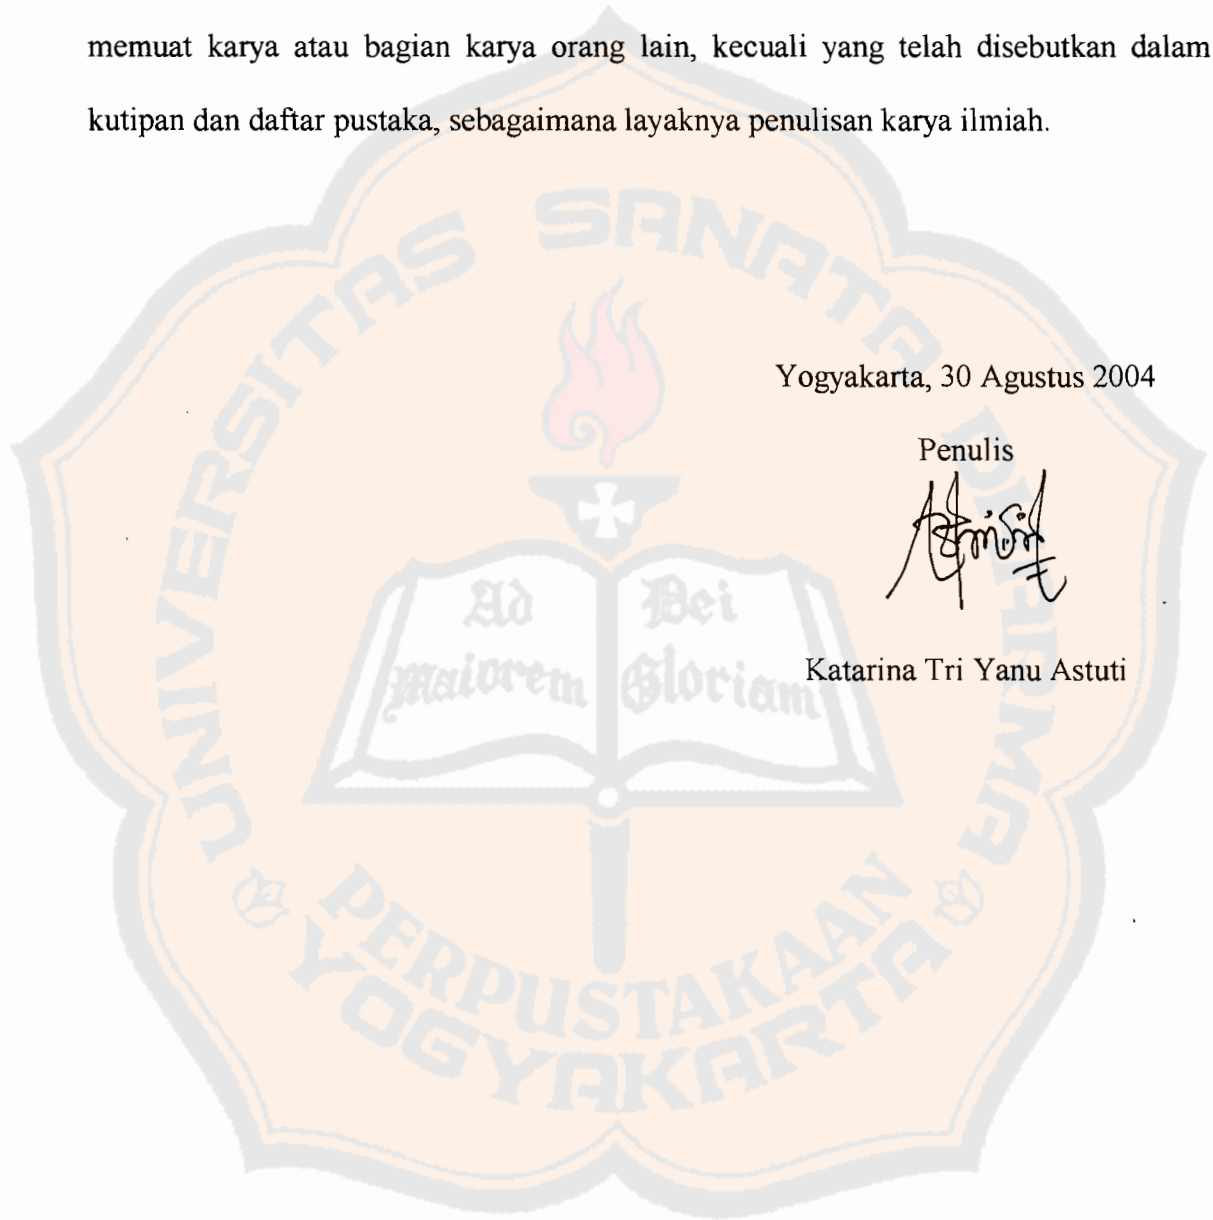 memuat karya atau bagian karya orang lain, kecuali yang telah disebutkan dalam
kutipan dan daftar pustaka, sebagaimana layaknya penulisan karya ilmiah.
UNIVERSITAS SANATA DHARMA
Yogyakarta, 30 Agustus 2004
Penulis
Ad Dei
maiorem Gloriam
Katarina Tri Yanu Astuti
PERPUSTAKAAN
YOGYAKARTA